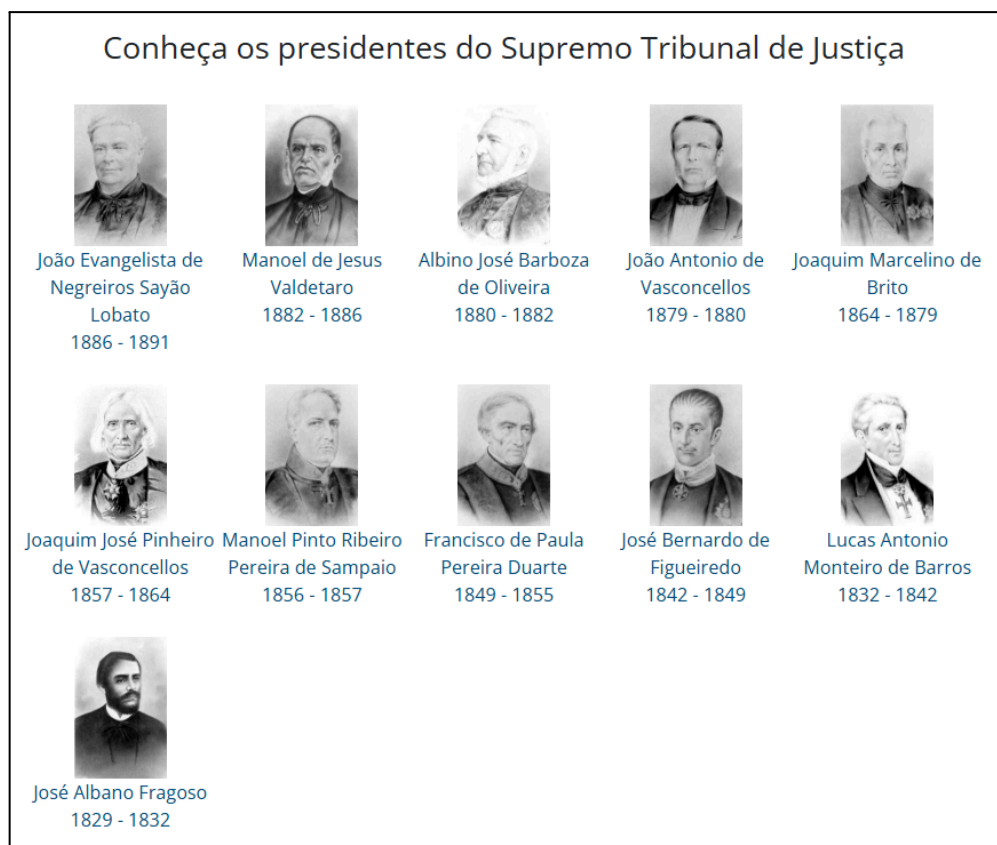 Conheça os presidentes do Supremo Tribunal de Justiça
João Evangelista de
Negreiros Sayão
Lobato
1886 - 1891
Manoel de Jesus
Valdetaro
1882 - 1886
Albino José Barboza
de Oliveira
1880 - 1882
João Antonio de
Vasconcellos
1879 - 1880
Joaquim Marcelino de
Brito
1864 - 1879
Joaquim José Pinheiro
de Vasconcellos
1857 - 1864
Manoel Pinto Ribeiro
Pereira de Sampaio
1856 - 1857
Francisco de Paula
Pereira Duarte
1849 - 1855
José Bernardo de
Figueiredo
1842 - 1849
Lucas Antonio
Monteiro de Barros
1832 - 1842
José Albano Fragoso
1829 - 1832